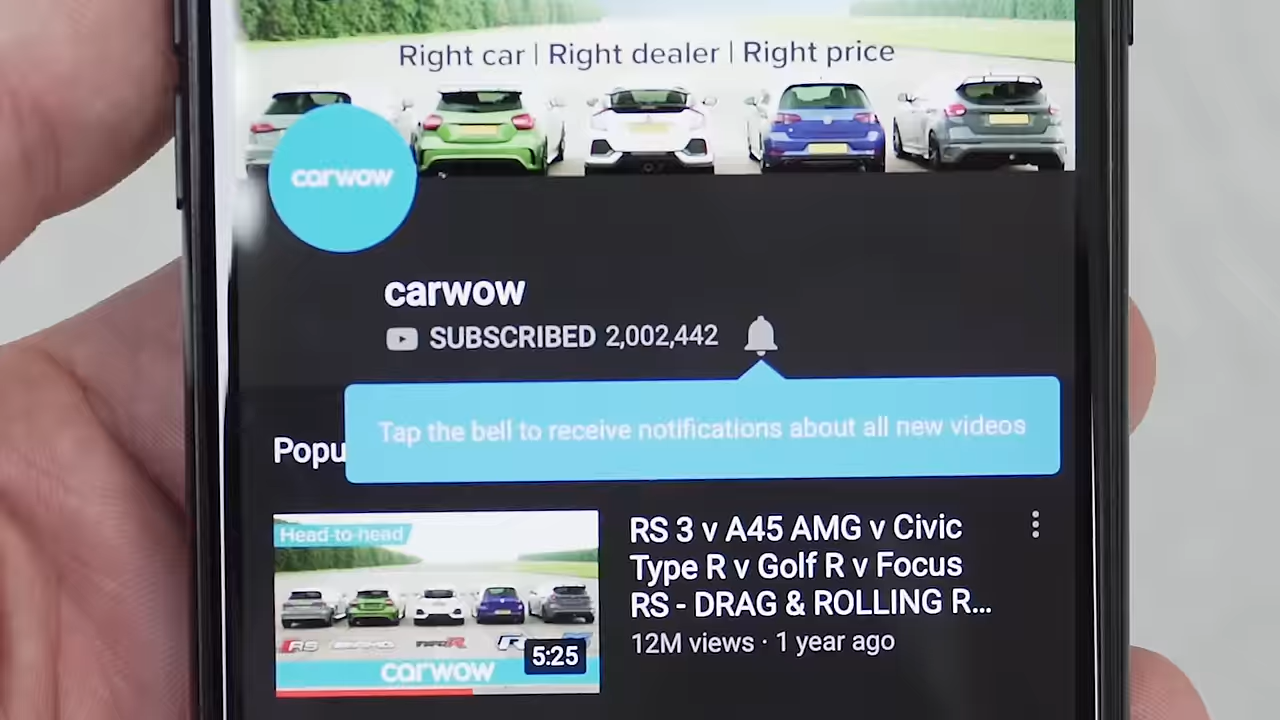 Right car | Right dealer | Right price
carwow
carwow
SUBSCRIBED 2,002,442
Tap the bell to receive notifications about all new videos
Popu
Head-to-head
RS
TYPE R
R
carwow
5:25
RS 3 v A45 AMG v Civic
Type R v Golf R v Focus
RS - DRAG & ROLLING R...
12M views · 1 year ago